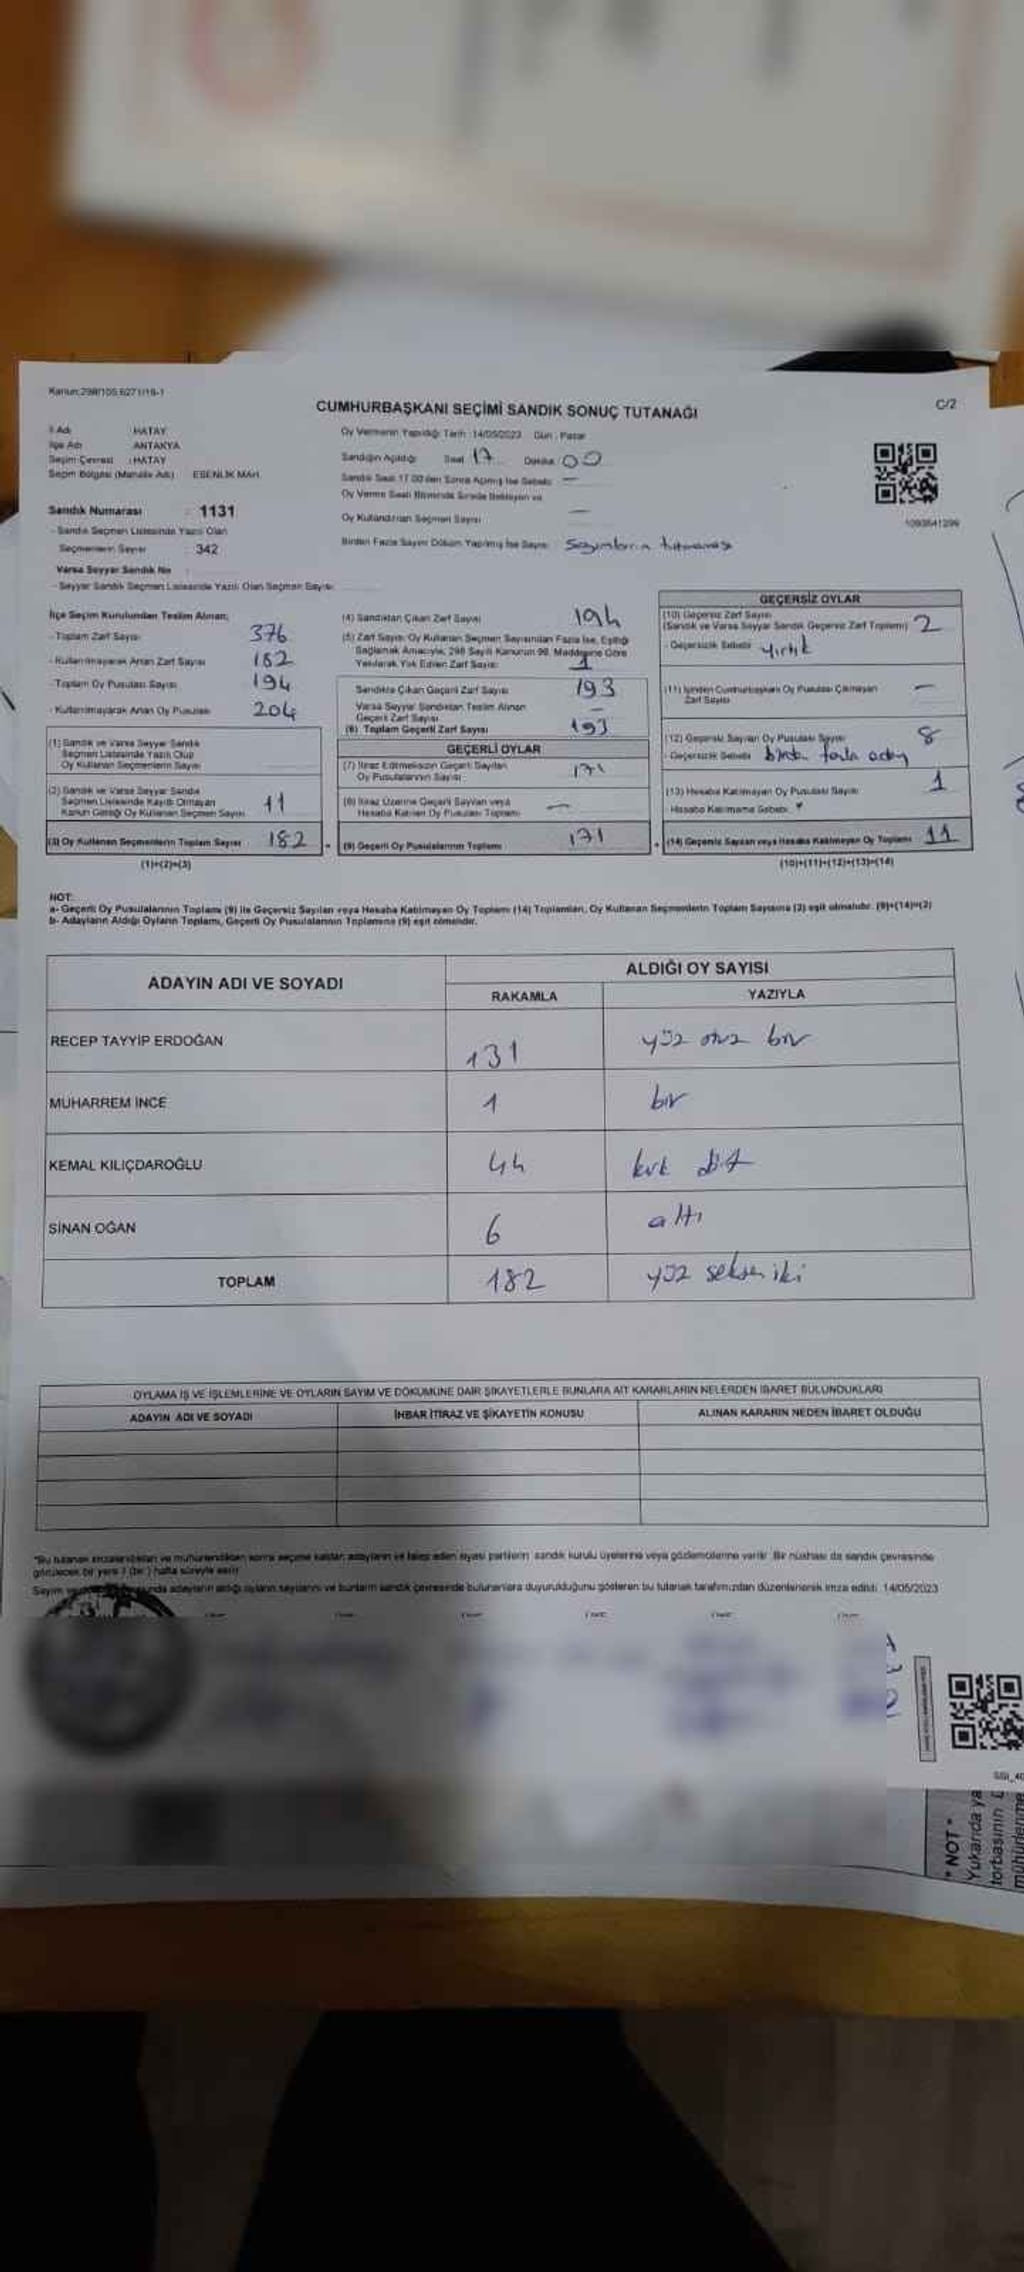 Kanun:298/105 6271/19-1
CUMHURBAŞKANI SEÇİMİ SANDIK SONUÇ TUTANAĞI
C/2
İl Adı : HATAY
İlçe Adı : ANTAKYA
Seçim Çevresi : HATAY
Seçim Bölgesi (Mahalle Adı) : ESENLİK MAH.
Oy Vermenin Yapıldığı Tarih :14/05/2023 Gün : Pazar
Sandığın Açıldığı Saat 17 Dakika 00
Sandık Saat 17.00'den Sonra Açılmış İse Sebebi —
Oy Verme Saati Bitiminde Sırada Bekleyen ve
Oy Kullandırılan Seçmen Sayısı —
Birden Fazla Sayım Döküm Yapılmış İse Sayısı
Sandık Numarası : 1131
- Sandık Seçmen Listesinde Yazılı Olan
Seçmenlerin Sayısı : 342
Varsa Seyyar Sandık No
- Seyyar Sandık Seçmen Listesinde Yazılı Olan Seçmen Sayısı
1093541299
İlçe Seçim Kurulundan Teslim Alınan;
- Toplam Zarf Sayısı 376
- Kullanılmayarak Artan Zarf Sayısı 182
- Toplam Oy Pusulası Sayısı 194
- Kullanılmayarak Artan Oy Pusulası 204
(1) Sandık ve Varsa Seyyar Sandık
Seçmen Listesinde Yazılı Olup
Oy Kullanan Seçmenlerin Sayısı
(2) Sandık ve Varsa Seyyar Sandık
Seçmen Listesinde Kayıtlı Olmayan
Kanun Gereği Oy Kullanan Seçmen Sayısı 11
(3) Oy Kullanan Seçmenlerin Toplam Sayısı 182
(1)+(2)=(3)
(4) Sandıktan Çıkan Zarf Sayısı 194
(5) Zarf Sayısı Oy Kullanan Seçmen Sayısından Fazla İse, Eşitliği
Sağlamak Amacıyla, 298 Sayılı Kanunun 98. Maddesine Göre
Yakılarak Yok Edilen Zarf Sayısı 1
Sandıkta Çıkan Geçerli Zarf Sayısı 193
Varsa Seyyar Sandıktan Teslim Alınan
Geçerli Zarf Sayısı —
(6) Toplam Geçerli Zarf Sayısı 193
GEÇERLİ OYLAR
(7) İtiraz Edilmeksizin Geçerli Sayılan
Oy Pusulalarının Sayısı 171
(8) İtiraz Üzerine Geçerli Sayılan veya
Hesaba Katılan Oy Pusulası Toplamı —
(9) Geçerli Oy Pusulalarının Toplamı 171
GEÇERSİZ OYLAR
(10) Geçersiz Zarf Sayısı
(Sandık ve Varsa Seyyar Sandık Geçersiz Zarf Toplamı) 2
- Geçersizlik Sebebi yırtık
(11) İçinden Cumhurbaşkanı Oy Pusulası Çıkmayan
Zarf Sayısı —
(12) Geçersiz Sayılan Oy Pusulası Sayısı 8
- Geçersizlik Sebebi birden fazla aday
(13) Hesaba Katılmayan Oy Pusulası Sayısı 1
- Hesaba Katılmama Sebebi
(14) Geçersiz Sayılan veya Hesaba Katılmayan Oy Toplamı 11
(10)+(11)+(12)+(13)=(14)
NOT:
a- Geçerli Oy Pusulalarının Toplamı (9) ile Geçersiz Sayılan veya Hesaba Katılmayan Oy Toplamı (14) Toplamları, Oy Kullanan Seçmenlerin Toplam Sayısına (3) eşit olmalıdır. (9)+(14)=(3)
b- Adayların Aldığı Oyların Toplamı, Geçerli Oy Pusulalarının Toplamına (9) eşit olmalıdır.
ADAYIN ADI VE SOYADI
ALDIĞI OY SAYISI
RAKAMLA YAZIYLA
RECEP TAYYİP ERDOĞAN 131 yüz otuz bir
MUHARREM İNCE 1 bir
KEMAL KILIÇDAROĞLU 44 kırk dört
SİNAN OĞAN 6 altı
TOPLAM 182 yüz seksen iki
OYLAMA İŞ VE İŞLEMLERİNE VE OYLARIN SAYIM VE DÖKÜMÜNE DAİR ŞİKAYETLERLE BUNLARA AİT KARARLARIN NELERDEN İBARET BULUNDUKLARI
ADAYIN ADI VE SOYADI İHBAR İTİRAZ VE ŞİKAYETİN KONUSU ALINAN KARARIN NEDEN İBARET OLDUĞU
*Bu tutanak imzalandıktan ve mühürlendikten sonra seçime katılan adayların ve talep eden siyasi partilerin sandık kurulu üyelerine veya gözlemcilerine verilir. Bir nüshası da sandık çevresinde
görülecek bir yere 1 (bir) hafta süreyle asılır.
Sayım adayların aldığı oyların sayılarını ve bunların sandık çevresinde bulunanlara duyurulduğunu gösteren bu tutanak tarafımızdan düzenlenerek imza edildi. 14/05/2023
* NOT *
Yukarıda ya
torbasının
mühürlenme